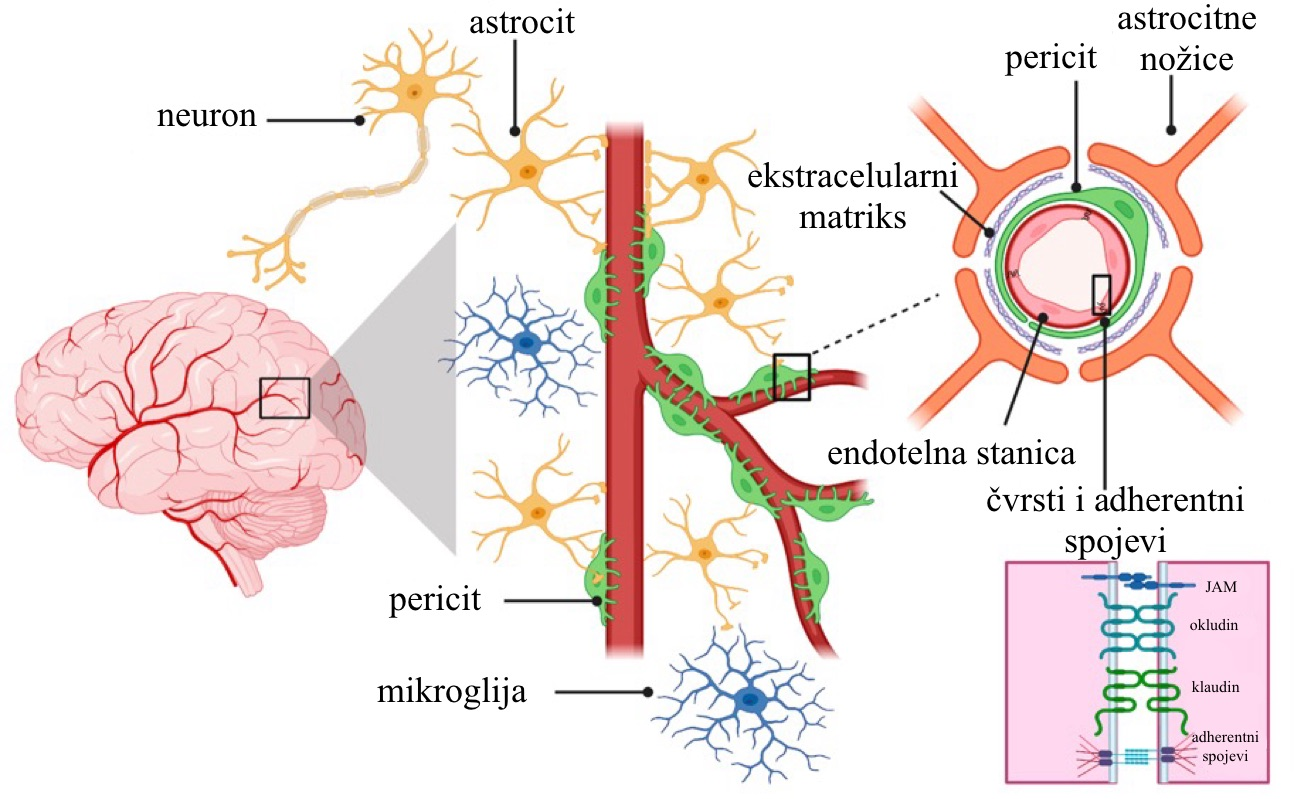 astrocit
neuron
astrocitne
nožice
pericit
ekstracelularni
matriks
endotelna stanica
čvrsti i adherentni
spojevi
pericit
mikroglija
JAM
okludin
klaudin
adherentni
spojevi